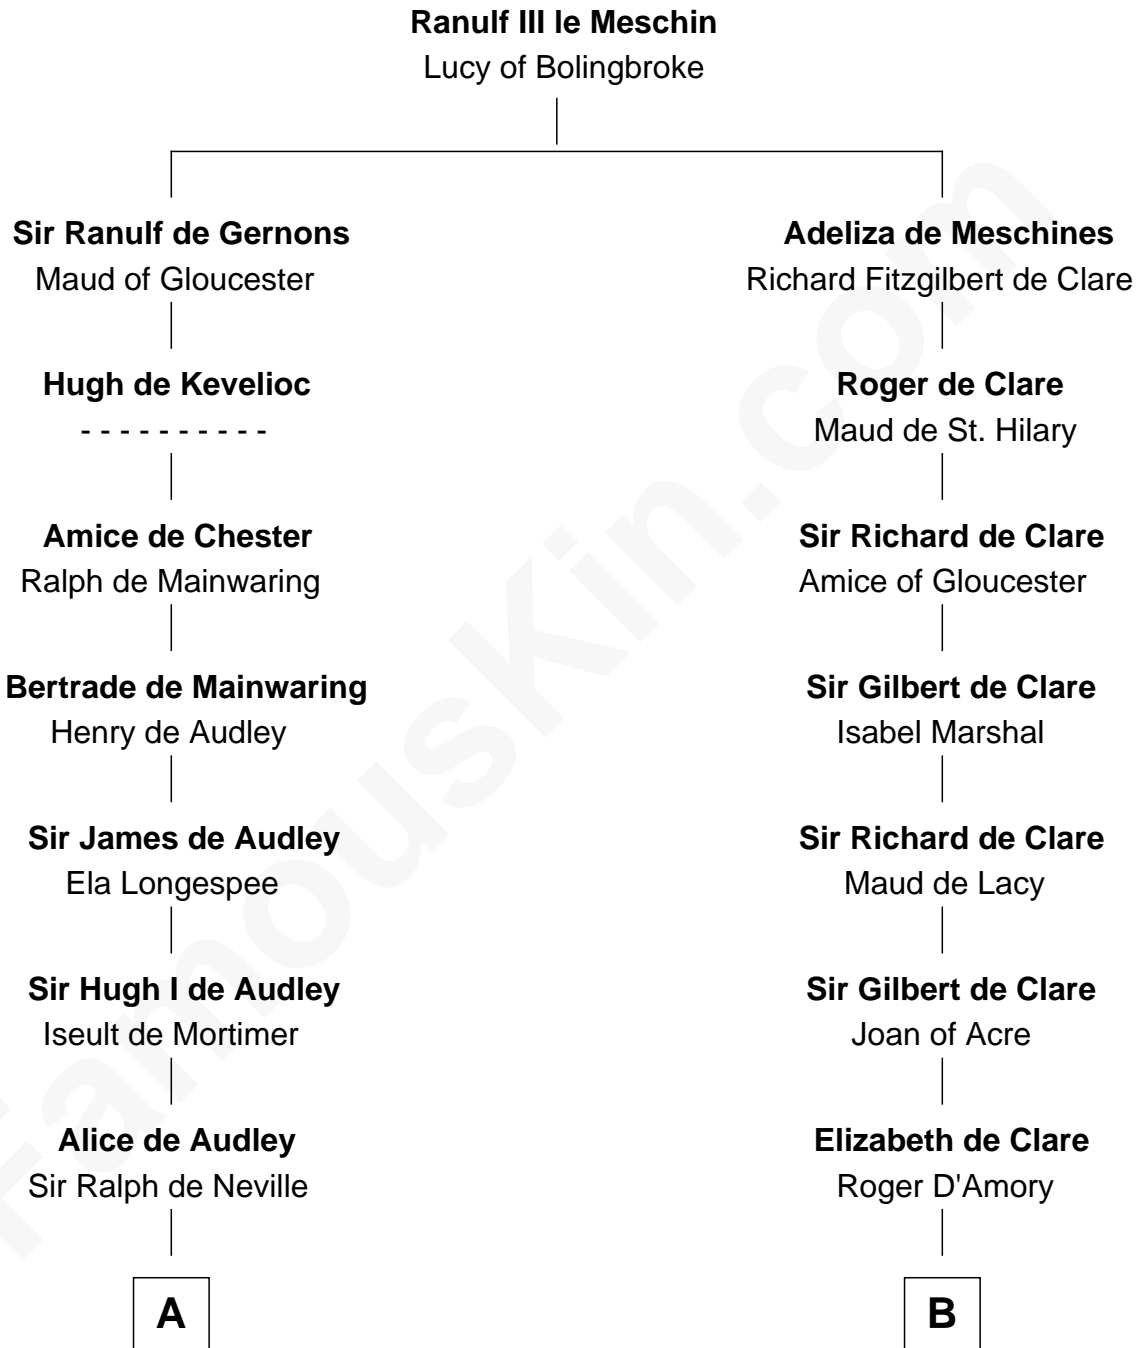 Ranulf III le Meschin
Lucy of Bolingbroke
Sir Ranulf de Gernons
Maud of Gloucester
Adeliza de Meschines
Richard Fitzgilbert de Clare
Hugh de Kevelioc
- - - - - - - - - -
Roger de Clare
Maud de St. Hilary
Amice de Chester
Ralph de Mainwaring
Sir Richard de Clare
Amice of Gloucester
Bertrade de Mainwaring
Henry de Audley
Sir Gilbert de Clare
Isabel Marshal
Sir James de Audley
Ela Longespee
Sir Richard de Clare
Maud de Lacy
Sir Hugh I de Audley
Iseult de Mortimer
Sir Gilbert de Clare
Joan of Acre
Alice de Audley
Sir Ralph de Neville
Elizabeth de Clare
Roger D'Amory
A
B
FamousKin.com